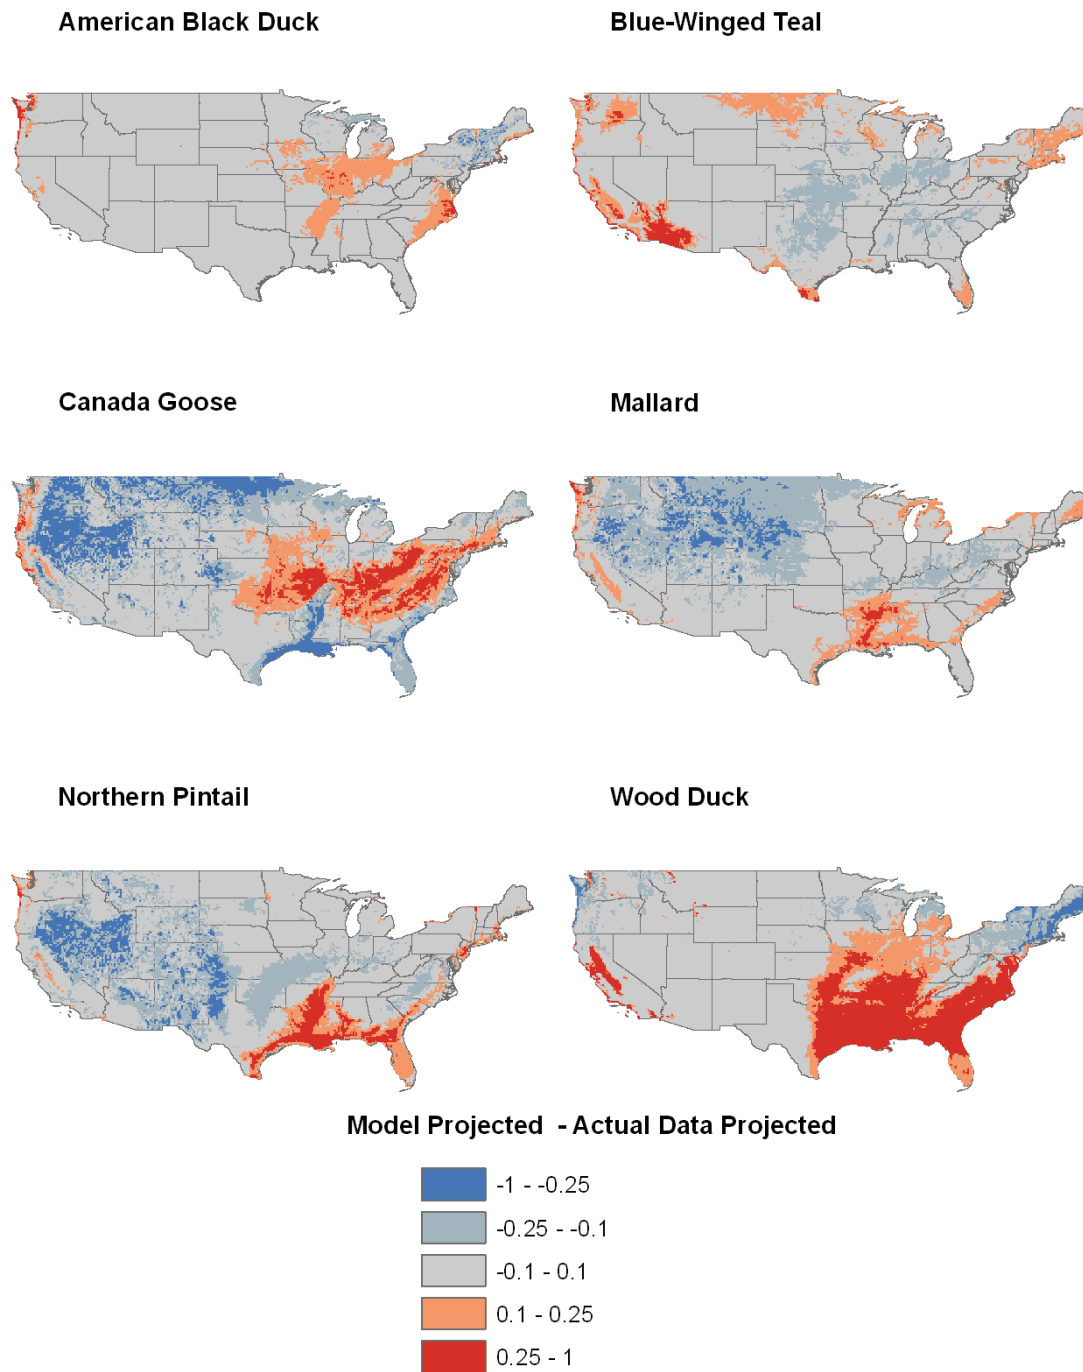 American Black Duck
Blue-Winged Teal
Canada Goose
Mallard
Northern Pintail
Wood Duck
Model Projected - Actual Data Projected
-1 - -0.25
-0.25 - -0.1
-0.1 - 0.1
0.1 - 0.25
0.25 - 1